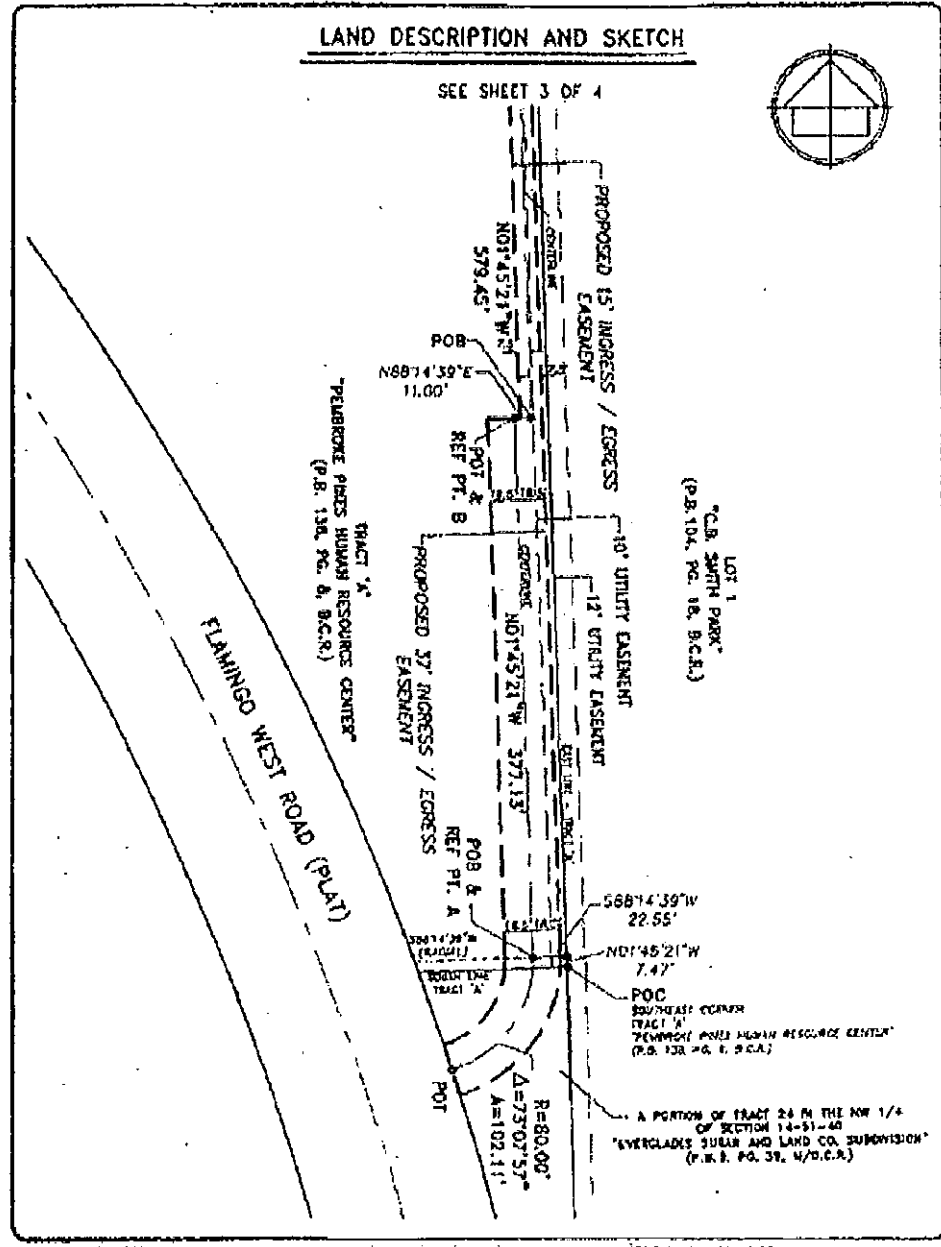 LAND DESCRIPTION AND SKETCH
SEE SHEET 3 OF 4
PROPOSED 15' INGRESS / EGRESS
EASEMENT
CENTERLINE
N01°45'21"W
579.45'
POB
N88°14'39"E
11.00'
POT &
REF PT. B
"C.B. SMITH PARK"
LOT 1
(P.B. 104, PG. 18, B.C.R.)
10' UTILITY EASEMENT
12' UTILITY EASEMENT
TRACT "A"
"PEMBROKE PINES HUMAN RESOURCE CENTER"
(P.B. 138, PG. 8, B.C.R.)
PROPOSED 37' INGRESS / EGRESS
EASEMENT
CENTERLINE
N01°45'21"W 377.13'
EAST LINE - TRACT "A"
FLAMINGO WEST ROAD (PLAT)
POB &
REF PT. A
S88°14'39"W
22.55'
N01°45'21"W
7.47'
SOUTH LINE
TRACT "A"
POC
SOUTHEAST CORNER
TRACT "A"
"PEMBROKE PINES HUMAN RESOURCE CENTER"
POT
R=80.00'
Δ=73°07'57"
A=102.11'
A PORTION OF TRACT 24 IN THE NW 1/4
OF SECTION 14-51-40
"EVERGLADES SUGAR AND LAND CO. SUBDIVISION"